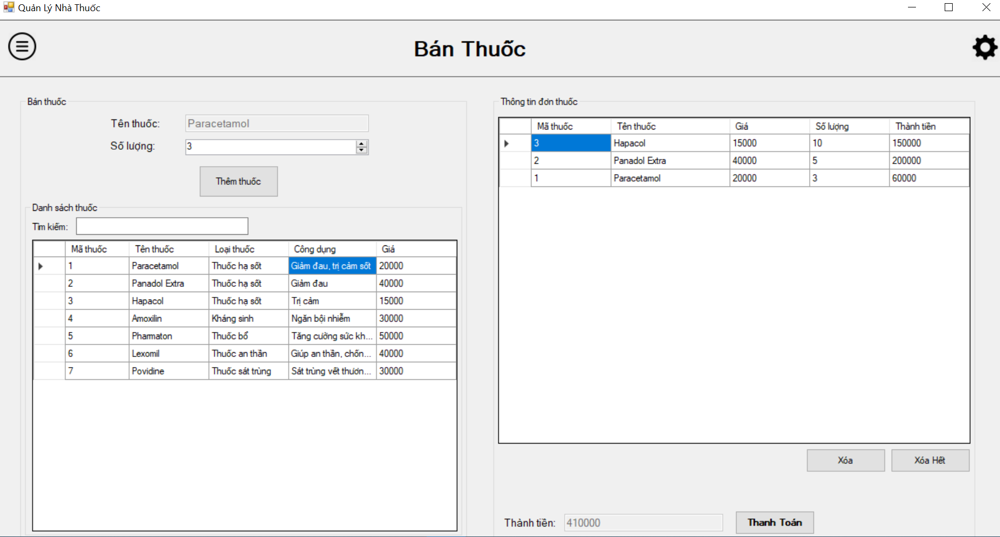 Quản Lý Nhà Thuốc
Bán Thuốc
Bán thuốc
Tên thuốc: Paracetamol
Số lượng: 3
Thêm thuốc
Danh sách thuốc
Tìm kiếm:
Mã thuốc Tên thuốc Loại thuốc Công dụng Giá
1 Paracetamol Thuốc hạ sốt Giảm đau, trị cảm sốt 20000
2 Panadol Extra Thuốc hạ sốt Giảm đau 40000
3 Hapacol Thuốc hạ sốt Trị cảm 15000
4 Amoxilin Kháng sinh Ngăn bội nhiễm 30000
5 Pharmaton Thuốc bổ Tăng cường sức kh... 50000
6 Lexomil Thuốc an thần Giúp an thần, chốn... 40000
7 Povidine Thuốc sát trùng Sát trùng vết thươn... 30000
Thông tin đơn thuốc
Mã thuốc Tên thuốc Giá Số lượng Thành tiền
3 Hapacol 15000 10 150000
2 Panadol Extra 40000 5 200000
1 Paracetamol 20000 3 60000
Xóa Xóa Hết
Thành tiền: 410000 Thanh Toán